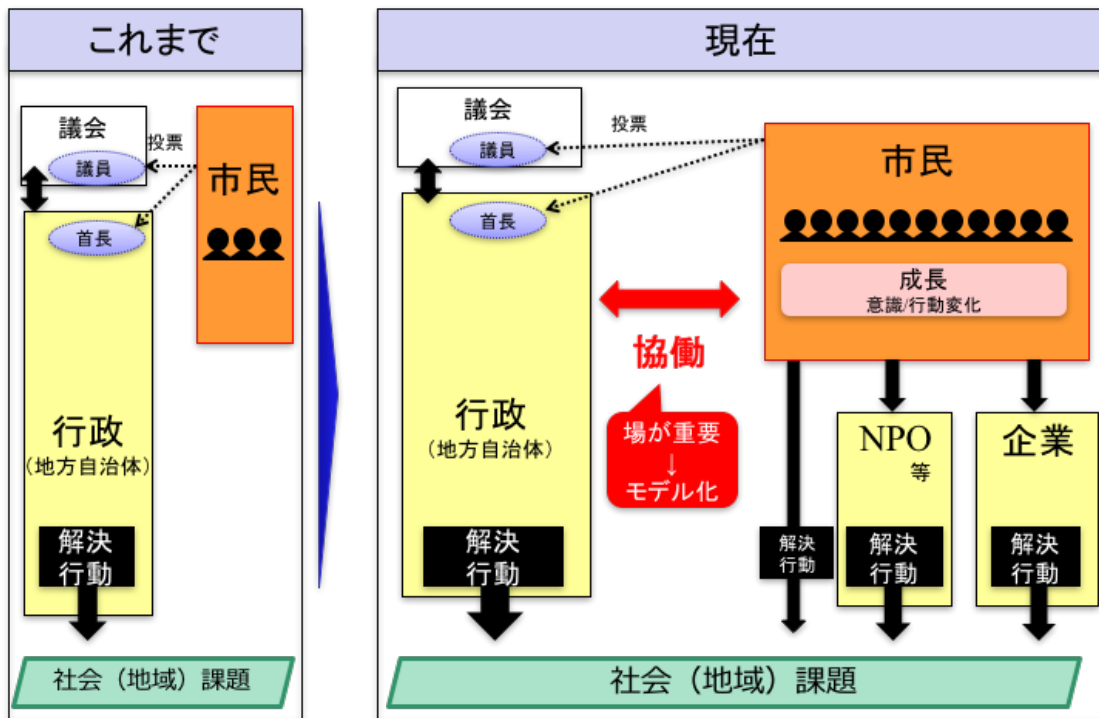 これまで
議会
議員
投票
市民
首長
行政
（地方自治体）
解決
行動
社会（地域）課題
現在
議会
議員
投票
市民
首長
成長
意識/行動変化
協働
場が重要
↓
モデル化
行政
（地方自治体）
NPO
等
企業
解決
行動
解決
行動
解決
行動
解決
行動
社会（地域）課題